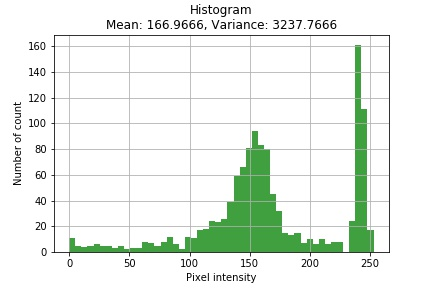 Histogram
Mean: 166.9666, Variance: 3237.7666
160
140
120
100
80
60
40
20
0
Number of count
0 50 100 150 200 250
Pixel intensity